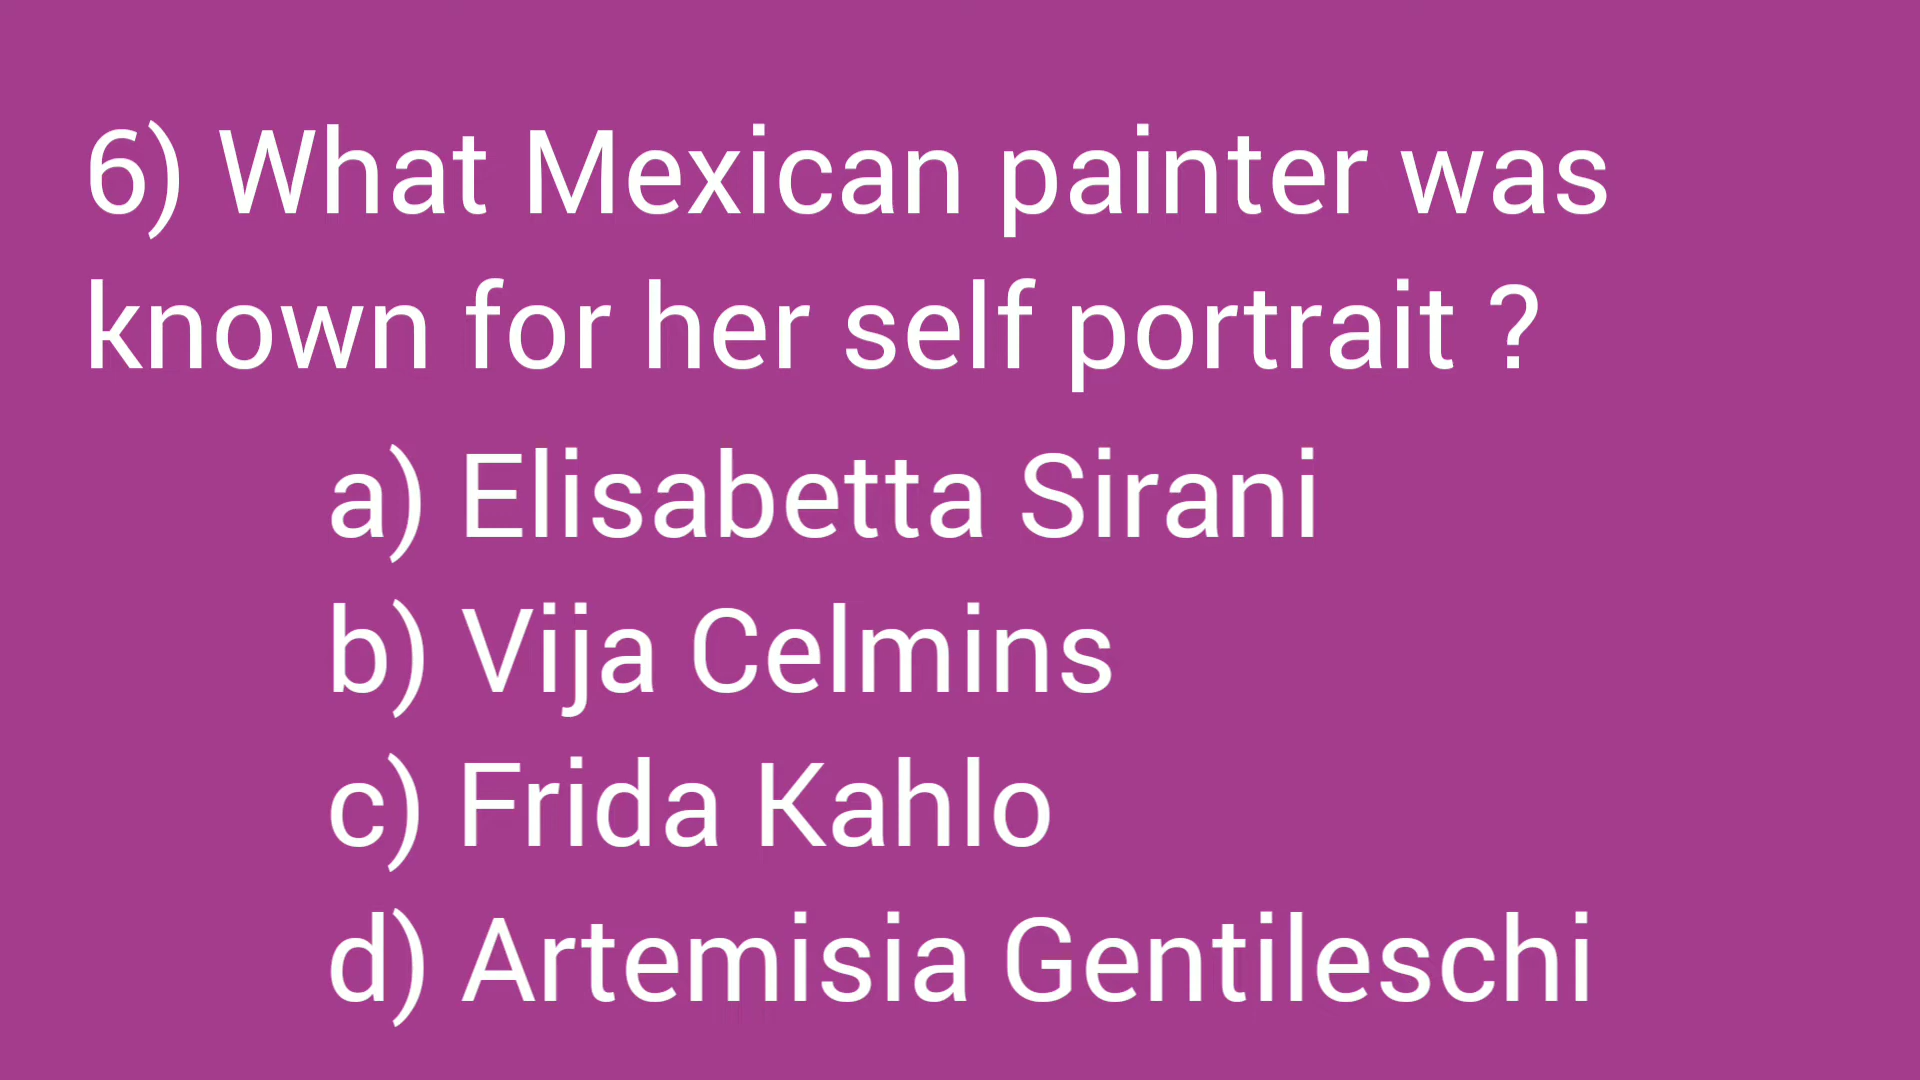 6) What Mexican painter was
known for her self portrait ?
a) Elisabetta Sirani
b) Vija Celmins
c) Frida Kahlo
d) Artemisia Gentileschi